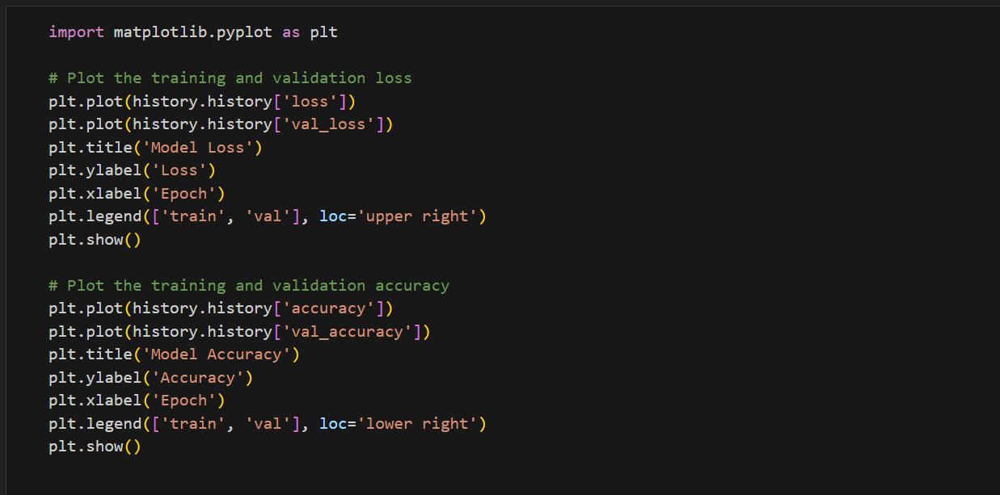 import matplotlib.pyplot as plt
# Plot the training and validation loss
plt.plot(history.history['loss'])
plt.plot(history.history['val_loss'])
plt.title('Model Loss')
plt.ylabel('Loss')
plt.xlabel('Epoch')
plt.legend(['train', 'val'], loc='upper right')
plt.show()
# Plot the training and validation accuracy
plt.plot(history.history['accuracy'])
plt.plot(history.history['val_accuracy'])
plt.title('Model Accuracy')
plt.ylabel('Accuracy')
plt.xlabel('Epoch')
plt.legend(['train', 'val'], loc='lower right')
plt.show()